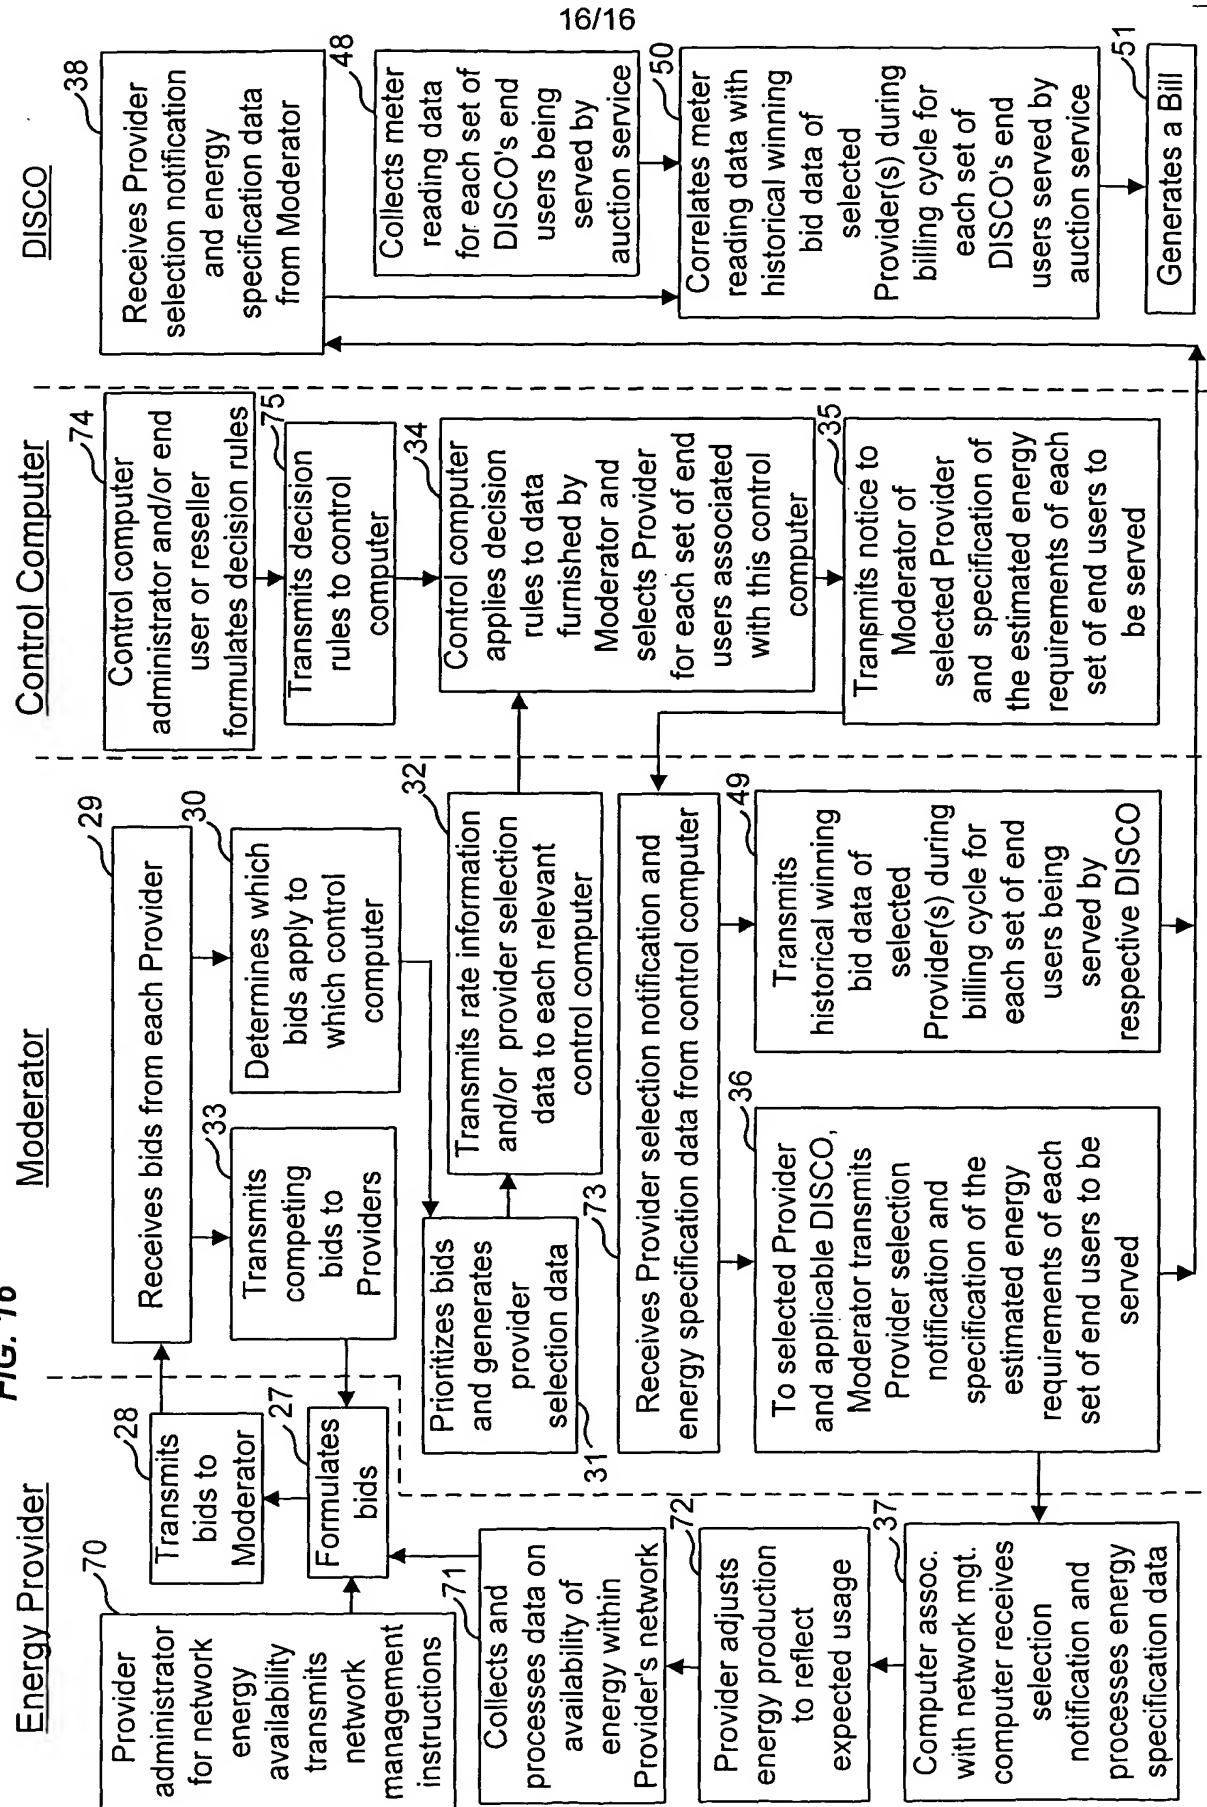 16/16
FIG. 16
Energy Provider
70
Provider
administrator
for network
energy
availability
transmits
network
management
instructions
28
Transmits
bids to
Moderator
27
Formulates
bids
71
Collects and
processes data on
availability of
energy within
Provider's network
72
Provider adjusts
energy production
to reflect
expected usage
37
Computer assoc.
with network mgt.
computer receives
selection
notification and
processes energy
specification data
Moderator
29
Receives bids from each Provider
33
Transmits
competing
bids to
Providers
30
Determines which
bids apply to
which control
computer
Prioritizes bids
and generates
provider
selection data
31
32
Transmits rate information
and/or provider selection
data to each relevant
control computer
73
Receives Provider selection notification and
energy specification data from control computer
36
To selected Provider
and applicable DISCO,
Moderator transmits
Provider selection
notification and
specification of the
estimated energy
requirements of each
set of end users to be
served
49
Transmits
historical winning
bid data of
selected
Provider(s) during
billing cycle for
each set of end
users being
served by
respective DISCO
Control Computer
74
Control computer
administrator and/or end
user or reseller
formulates decision rules
75
Transmits decision
rules to control
computer
34
Control computer
applies decision
rules to data
furnished by
Moderator and
selects Provider
for each set of end
users associated
with this control
computer
35
Transmits notice to
Moderator of
selected Provider
and specification of
the estimated energy
requirements of each
set of end users to
be served
DISCO
38
Receives Provider
selection notification
and energy
specification data
from Moderator
48
Collects meter
reading data
for each set of
DISCO's end
users being
served by
auction service
50
Correlates meter
reading data with
historical winning
bid data of
selected
Provider(s) during
billing cycle for
each set of
DISCO's end
users served by
auction service
51
Generates a Bill